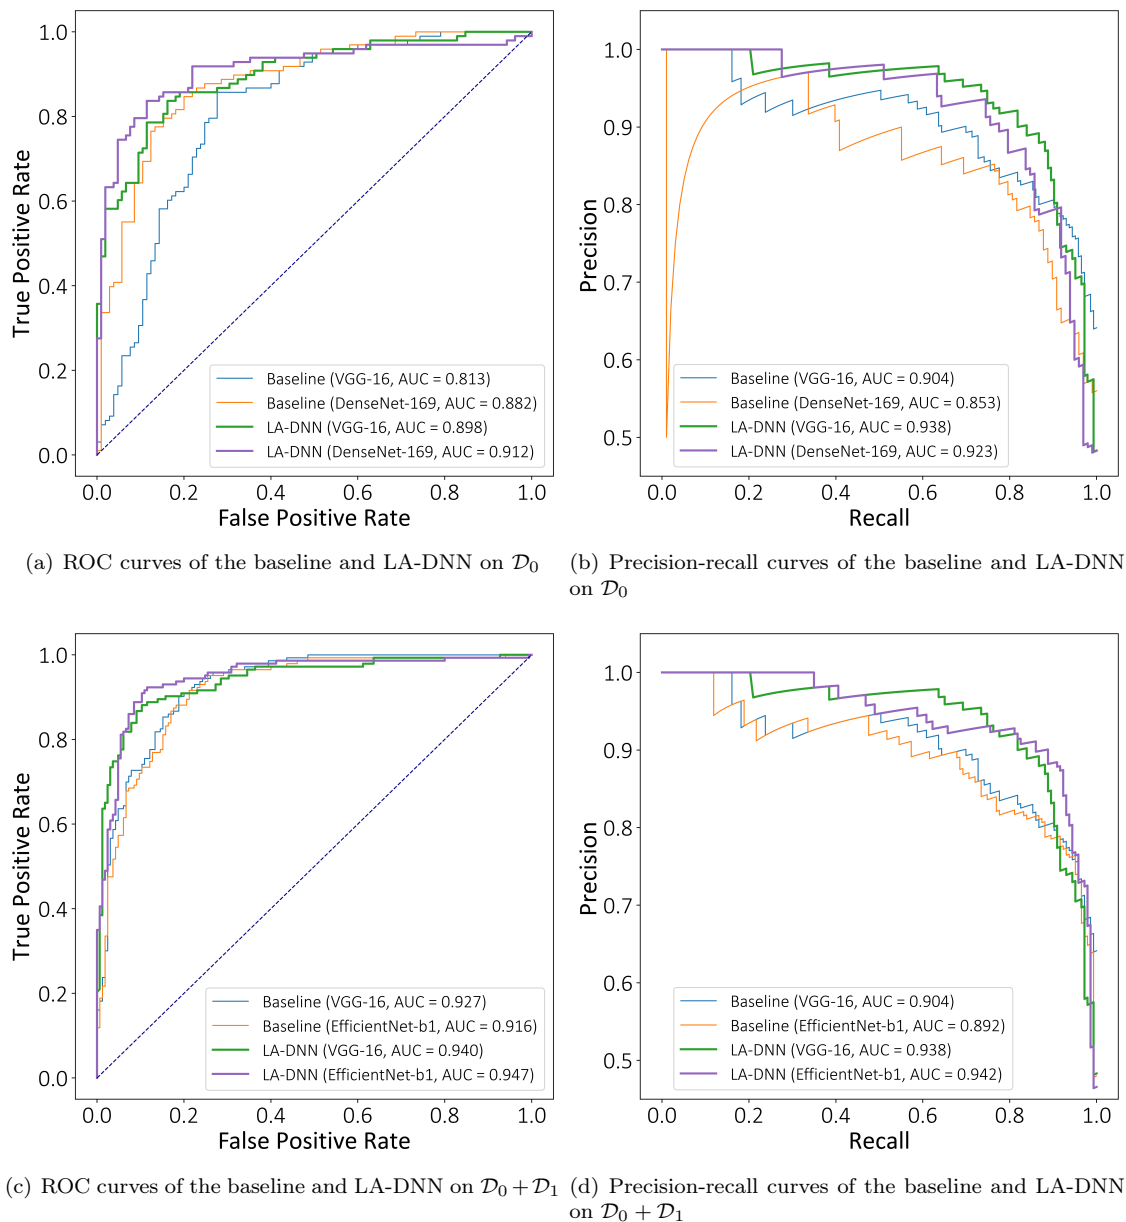 1.0
0.8
0.6
0.4
0.2
0.0
True Positive Rate
Baseline (VGG-16, AUC = 0.813)
Baseline (DenseNet-169, AUC = 0.882)
LA-DNN (VGG-16, AUC = 0.898)
LA-DNN (DenseNet-169, AUC = 0.912)
0.0 0.2 0.4 0.6 0.8 1.0
False Positive Rate
(a) ROC curves of the baseline and LA-DNN on 𝒟₀
1.0
0.9
0.8
0.7
0.6
0.5
Precision
Baseline (VGG-16, AUC = 0.904)
Baseline (DenseNet-169, AUC = 0.853)
LA-DNN (VGG-16, AUC = 0.938)
LA-DNN (DenseNet-169, AUC = 0.923)
0.0 0.2 0.4 0.6 0.8 1.0
Recall
(b) Precision-recall curves of the baseline and LA-DNN
on 𝒟₀
1.0
0.8
0.6
0.4
0.2
0.0
True Positive Rate
Baseline (VGG-16, AUC = 0.927)
Baseline (EfficientNet-b1, AUC = 0.916)
LA-DNN (VGG-16, AUC = 0.940)
LA-DNN (EfficientNet-b1, AUC = 0.947)
0.0 0.2 0.4 0.6 0.8 1.0
False Positive Rate
(c) ROC curves of the baseline and LA-DNN on 𝒟₀ + 𝒟₁
1.0
0.9
0.8
0.7
0.6
0.5
Precision
Baseline (VGG-16, AUC = 0.904)
Baseline (EfficientNet-b1, AUC = 0.892)
LA-DNN (VGG-16, AUC = 0.938)
LA-DNN (EfficientNet-b1, AUC = 0.942)
0.0 0.2 0.4 0.6 0.8 1.0
Recall
(d) Precision-recall curves of the baseline and LA-DNN
on 𝒟₀ + 𝒟₁